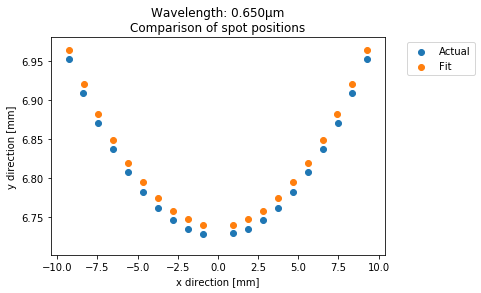 Wavelength: 0.650μm
Comparison of spot positions
Actual
Fit
6.95
6.90
6.85
6.80
6.75
y direction [mm]
−10.0 −7.5 −5.0 −2.5 0.0 2.5 5.0 7.5 10.0
x direction [mm]